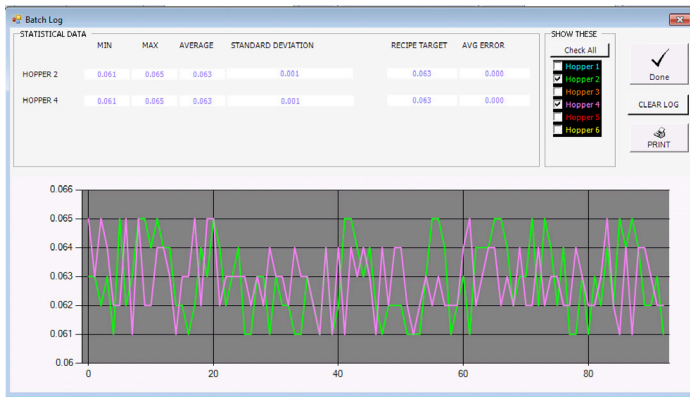 Batch Log
STATISTICAL DATA
MIN MAX AVERAGE STANDARD DEVIATION RECIPE TARGET AVG ERROR
HOPPER 2 0.061 0.065 0.063 0.001 0.063 0.000
HOPPER 4 0.061 0.065 0.063 0.001 0.063 0.000
SHOW THESE
Check All
Hopper 1
Hopper 2
Hopper 3
Hopper 4
Hopper 5
Hopper 6
Done
CLEAR LOG
PRINT
0.066
0.065
0.064
0.063
0.062
0.061
0.06
0 20 40 60 80